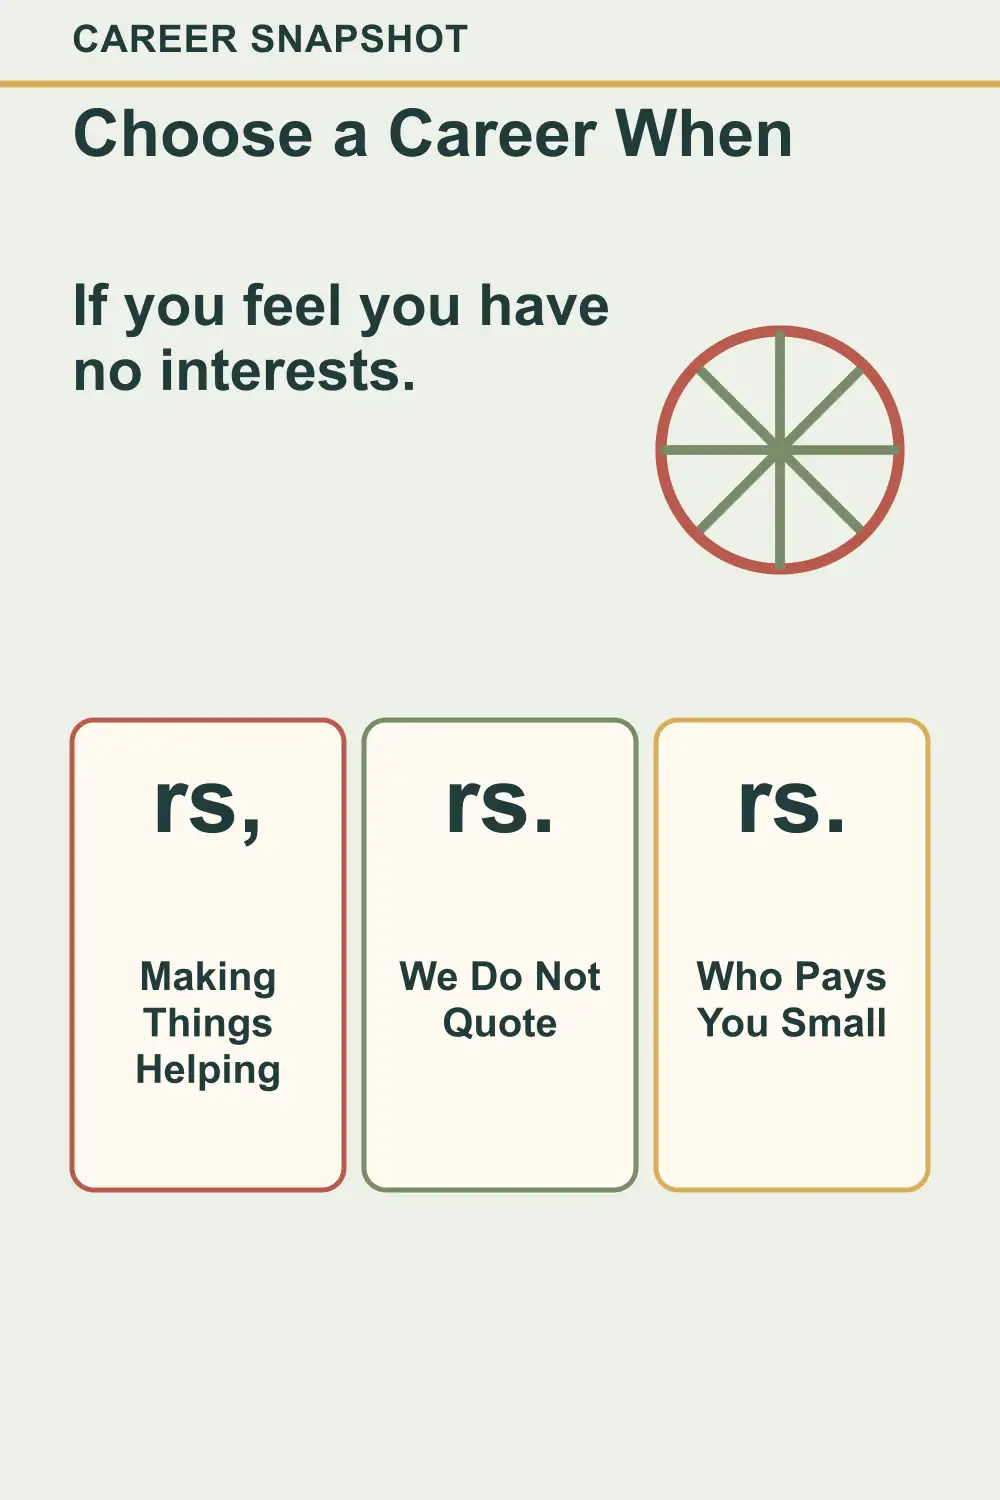 CAREER SNAPSHOT
Choose a Career When
If you feel you have
no interests.
rs,
Making
Things
Helping
rs.
We Do Not
Quote
rs.
Who Pays
You Small